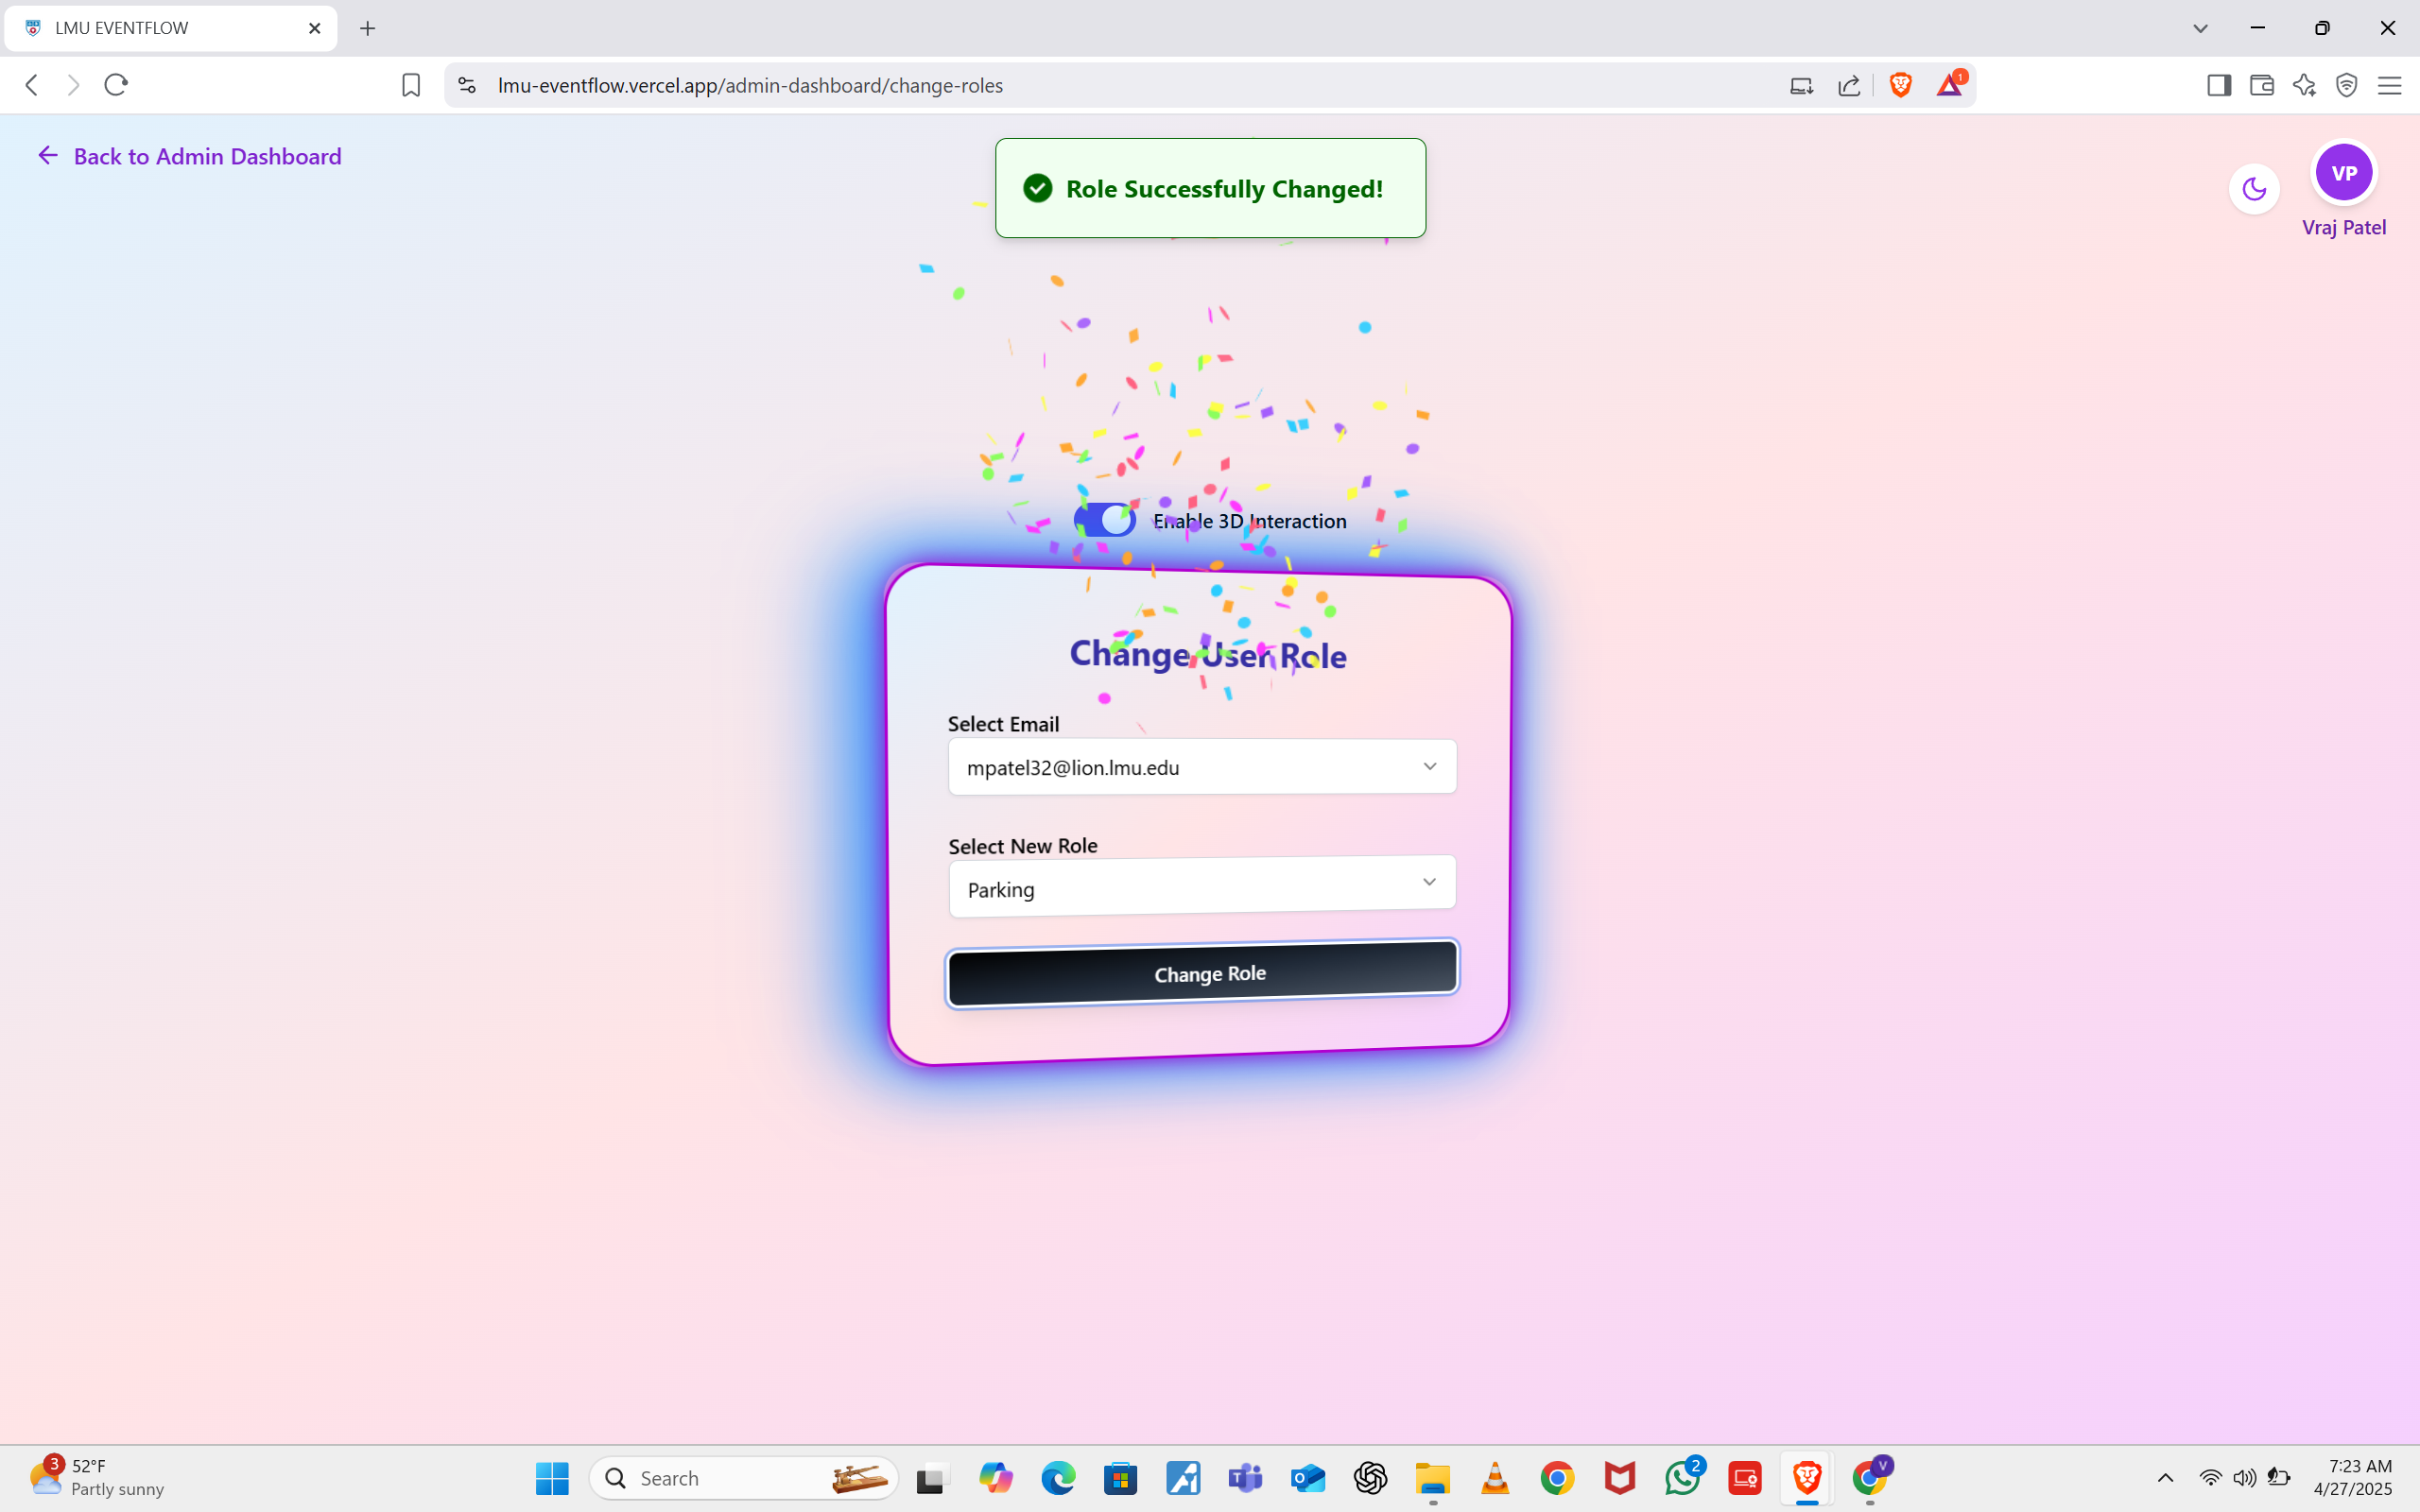 LMU EVENTFLOW
lmu-eventflow.vercel.app/admin-dashboard/change-roles
1
Back to Admin Dashboard
Role Successfully Changed!
VP
Vraj Patel
Enable 3D Interaction
Change User Role
Select Email
mpatel32@lion.lmu.edu
Select New Role
Parking
Change Role
3
52°F
Partly sunny
Search
2
V
7:23 AM
4/27/2025